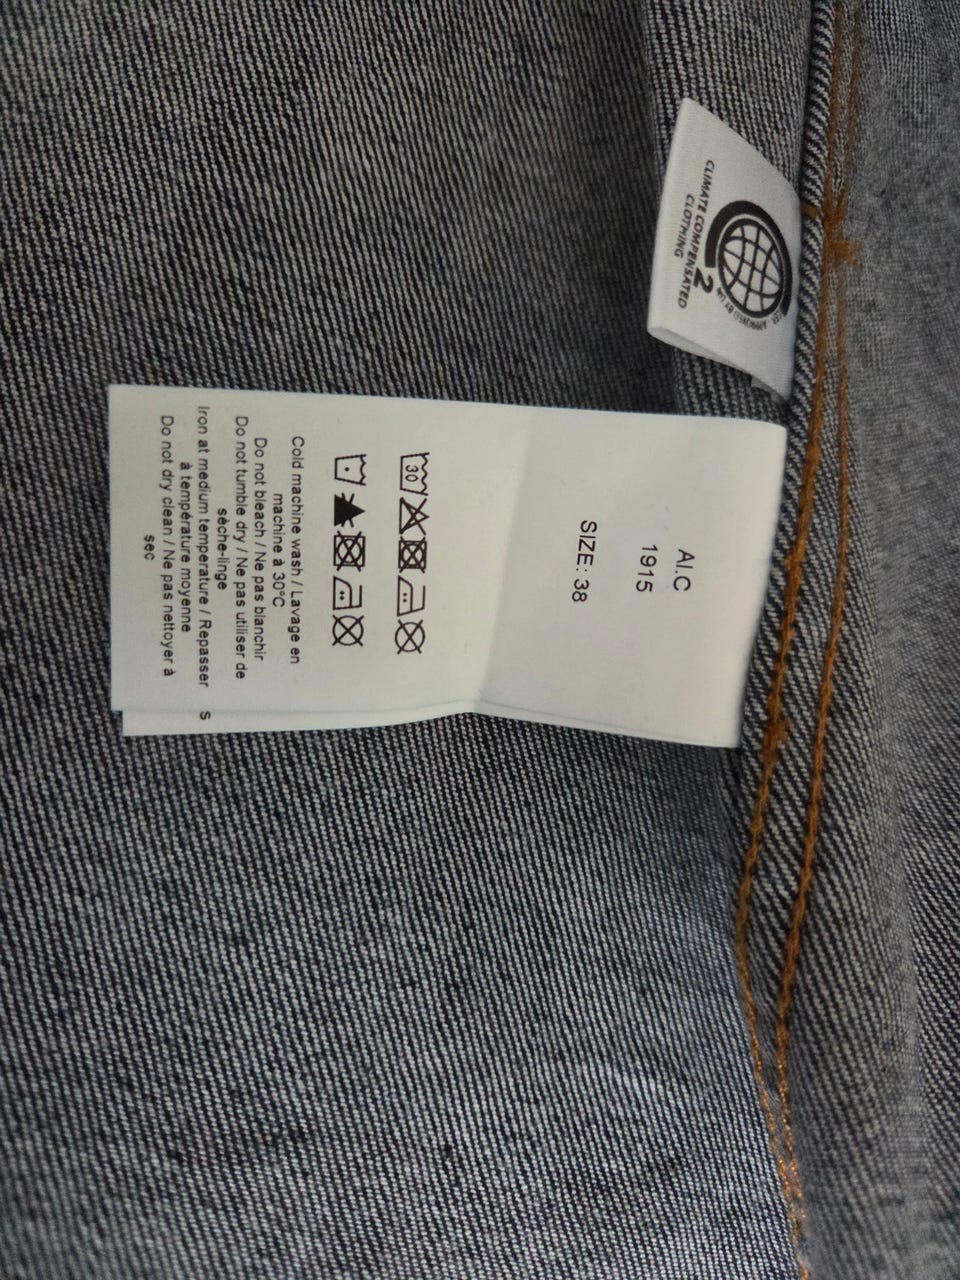 CLIMATE COMPENSATED
CLOTHING
2
AI.C
1915
SIZE: 38
30
Cold machine wash / Lavage en
machine à 30°C
Do not bleach / Ne pas blanchir
Do not tumble dry / Ne pas utiliser de
sèche-linge
Iron at medium temperature / Repasser
à température moyenne
Do not dry clean / Ne pas nettoyer à
sec
s